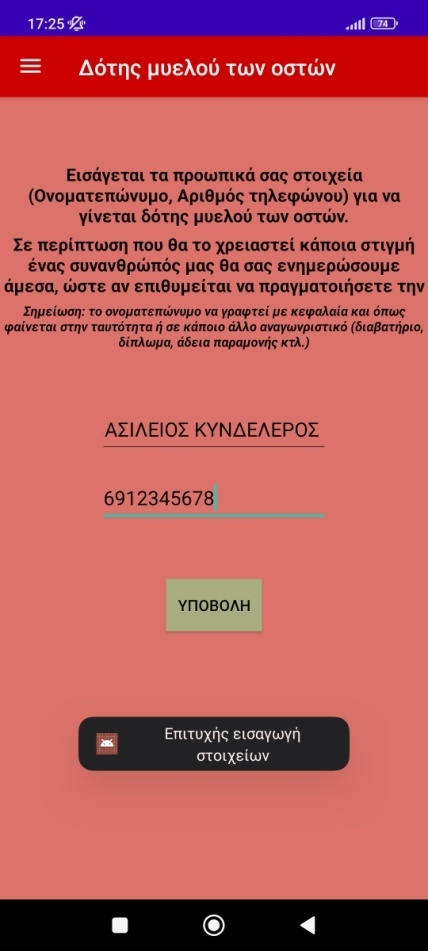 17:25
74
Δότης μυελού των οστών
Εισάγεται τα προωπικά σας στοιχεία
(Ονοματεπώνυμο, Αριθμός τηλεφώνου) για να
γίνεται δότης μυελού των οστών.
Σε περίπτωση που θα το χρειαστεί κάποια στιγμή
ένας συνανθρώπός μας θα σας ενημερώσουμε
άμεσα, ώστε αν επιθυμείται να πραγματοιήσετε την
Σημείωση: το ονοματεπώνυμο να γραφτεί με κεφαλαία και όπως
φαίνεται στην ταυτότητα ή σε κάποιο άλλο αναγωνριστικό (διαβατήριο,
δίπλωμα, άδεια παραμονής κτλ.)
ΑΣΙΛΕΙΟΣ ΚΥΝΔΕΛΕΡΟΣ
6912345678
ΥΠΟΒΟΛΗ
Επιτυχής εισαγωγή
στοιχείων